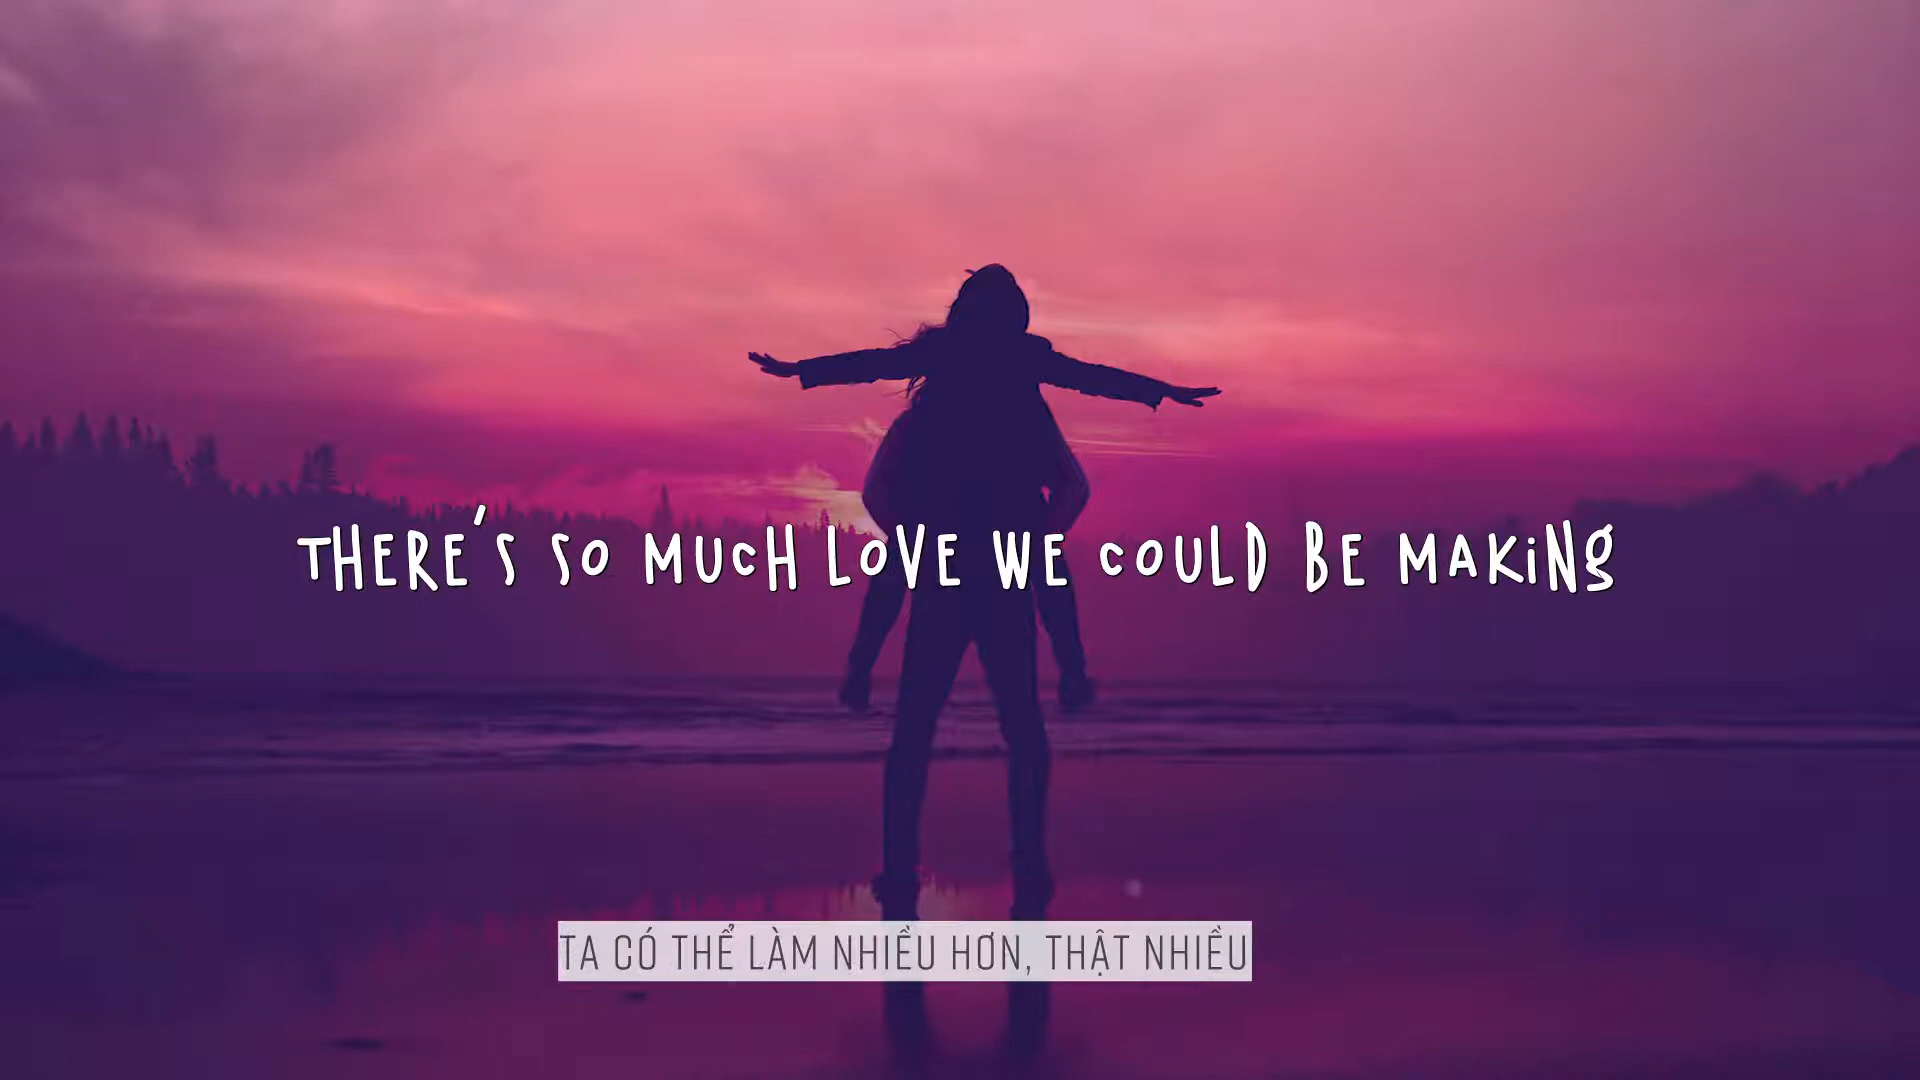 THERE'S SO MUCH LOVE WE COULD BE MAKING
TA CÓ THỂ LÀM NHIỀU HƠN, THẬT NHIỀU